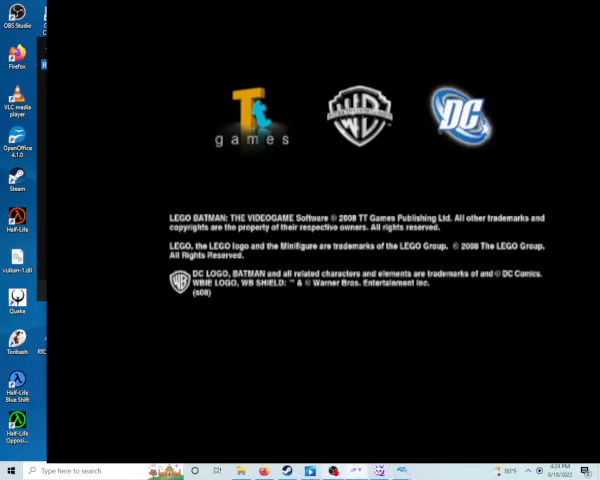 OBS Studio
Firefox
VLC media
player
OpenOffice
4.1.0
Steam
Half-Life
vulkan-1.dll
Quake
Tonbash
Half-Life
Blue Shift
Half-Life
Opposi...
Tt
games
WB
DC
LEGO BATMAN: THE VIDEOGAME Software © 2008 TT Games Publishing Ltd. All other trademarks and
copyrights are the property of their respective owners. All rights reserved.
LEGO, the LEGO logo and the Minifigure are trademarks of the LEGO Group. © 2008 The LEGO Group.
All Rights Reserved.
DC LOGO, BATMAN and all related characters and elements are trademarks of and © DC Comics.
WBIE LOGO, WB SHIELD: ™ & © Warner Bros. Entertainment Inc.
(s08)
Type here to search
80°F
4:24 PM
8/18/2022